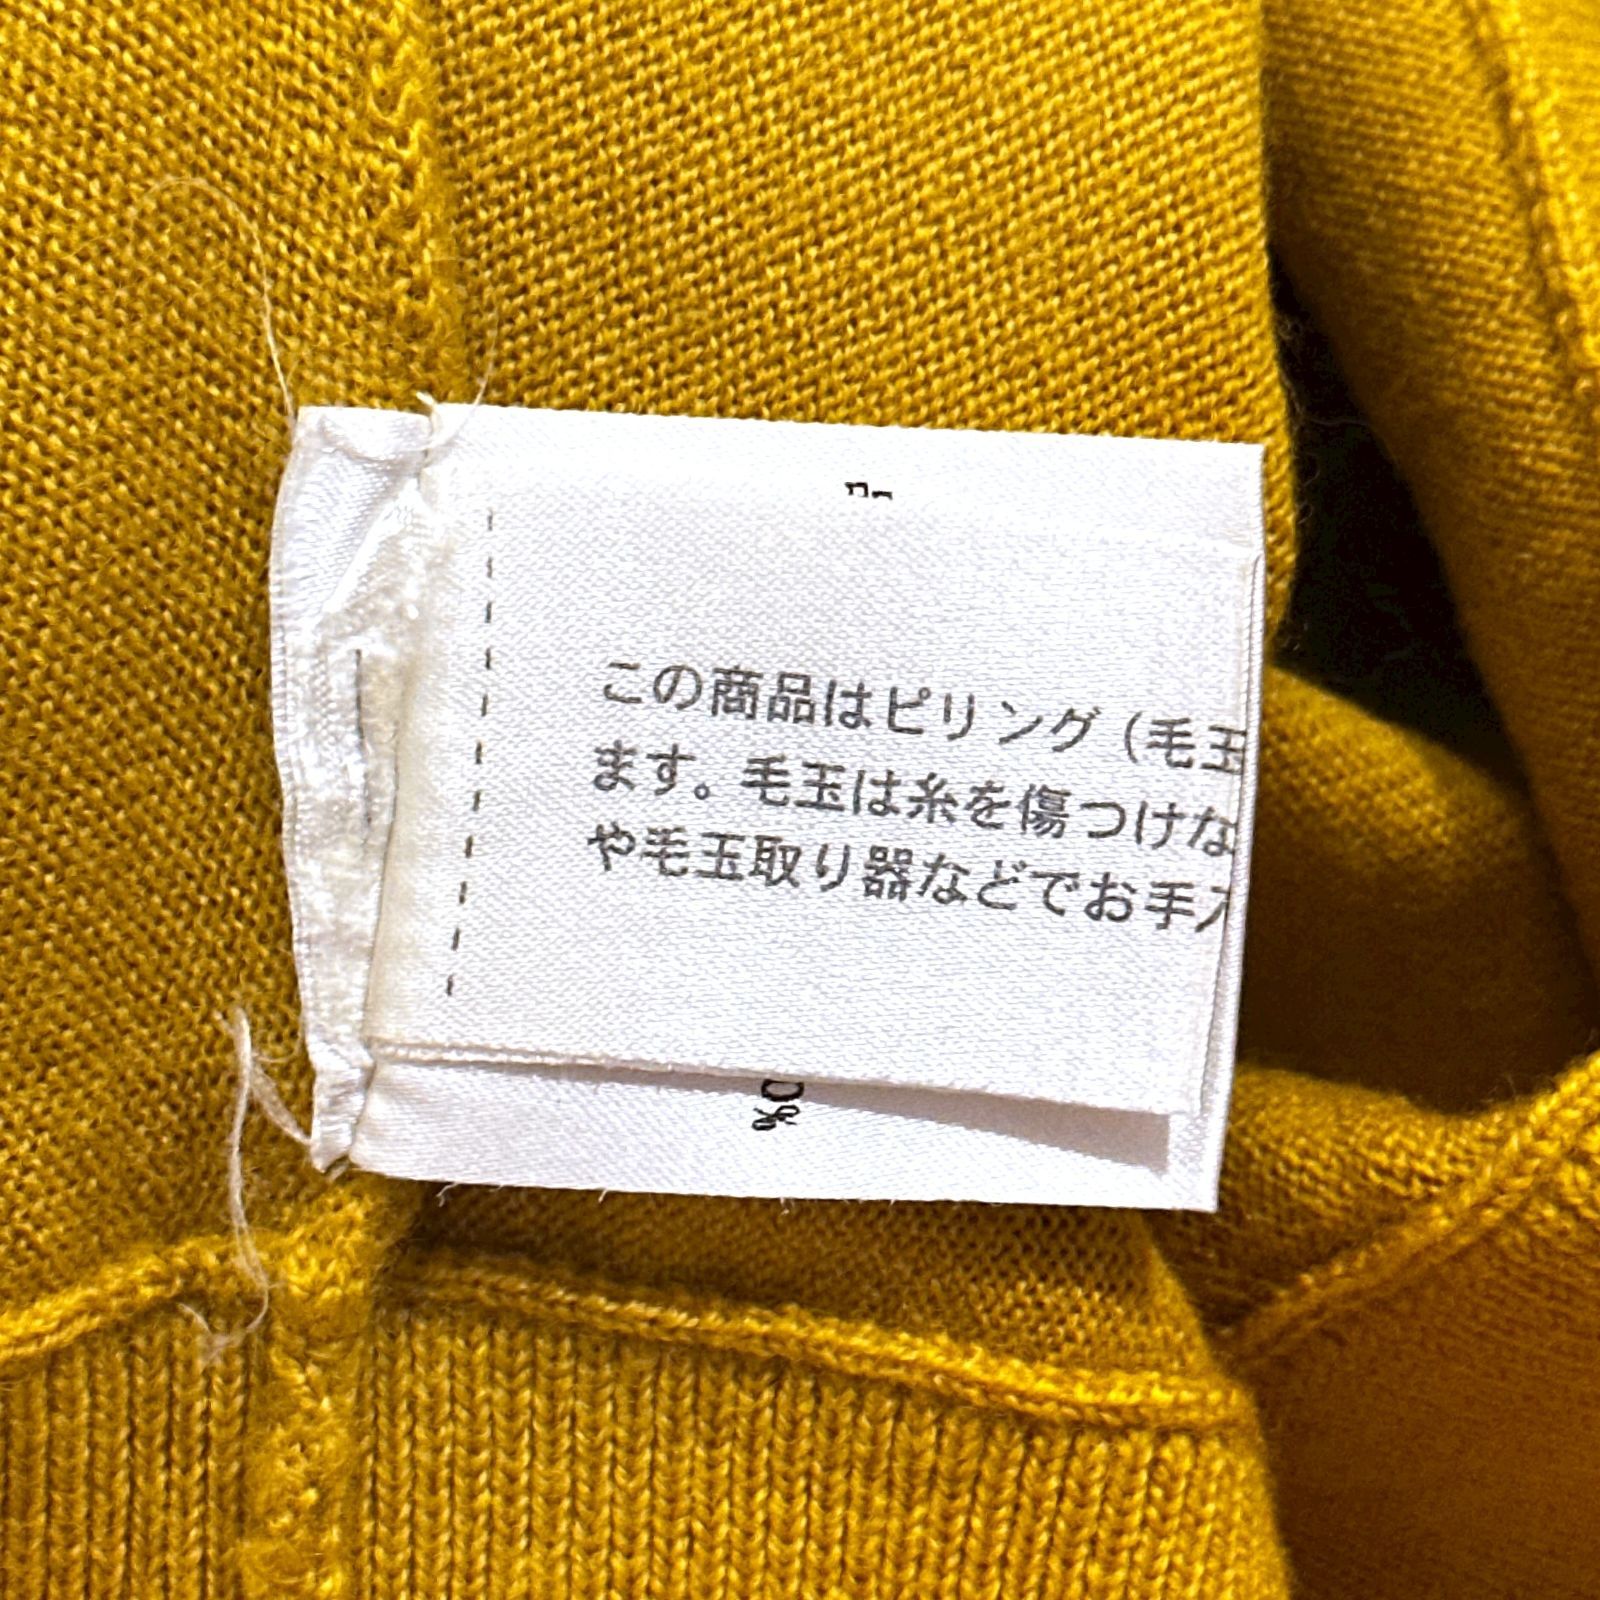 この商品はピリング（毛玉
ます。毛玉は糸を傷つけな
や毛玉取り器などでお手入